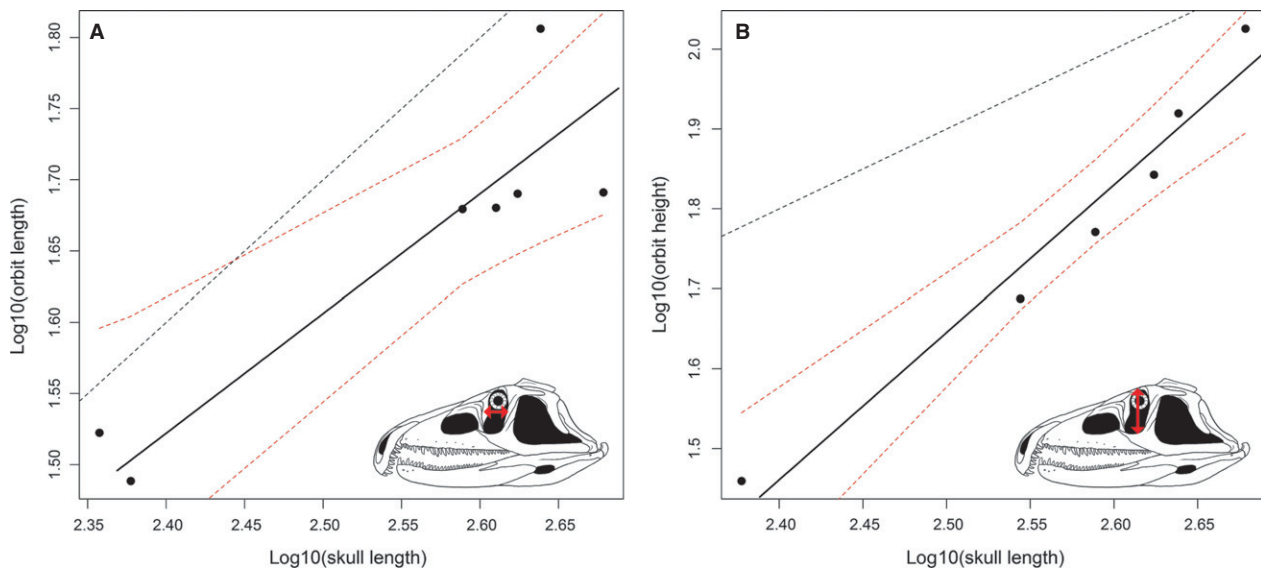 A
Log10(orbit length)
1.80
1.75
1.70
1.65
1.60
1.55
1.50
2.35 2.40 2.45 2.50 2.55 2.60 2.65
Log10(skull length)
B
Log10(orbit height)
2.0
1.9
1.8
1.7
1.6
1.5
2.40 2.45 2.50 2.55 2.60 2.65
Log10(skull length)